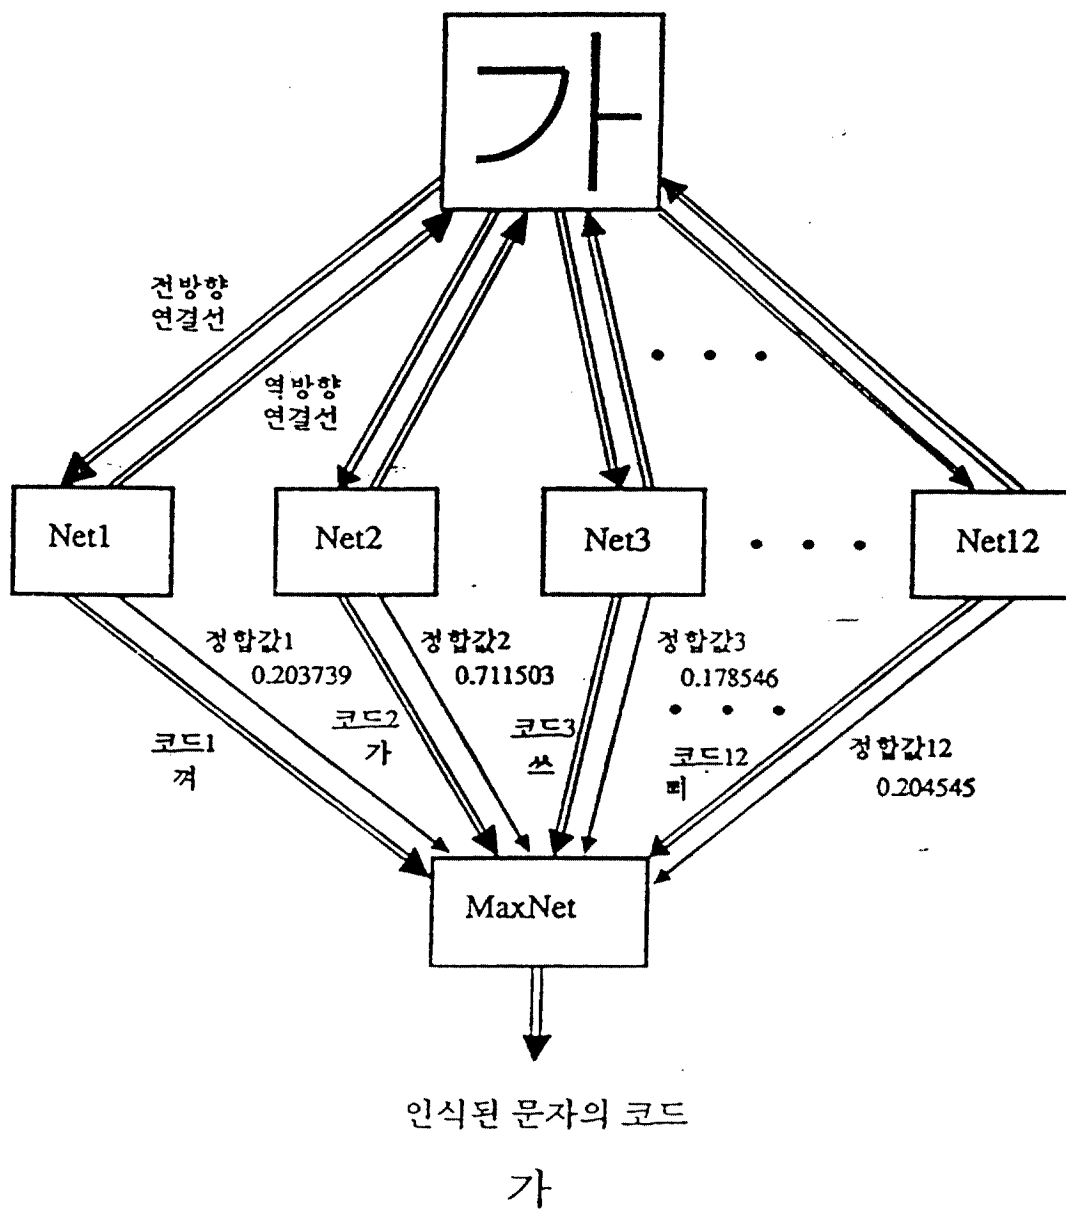 가
전방향
연결선
역방향
연결선
Net1
Net2
Net3
Net12
정합값1
0.203739
정합값2
0.711503
정합값3
0.178546
코드1
껴
코드2
가
코드3
쓰
코드12
정합값12
0.204545
MaxNet
인식된 문자의 코드
가